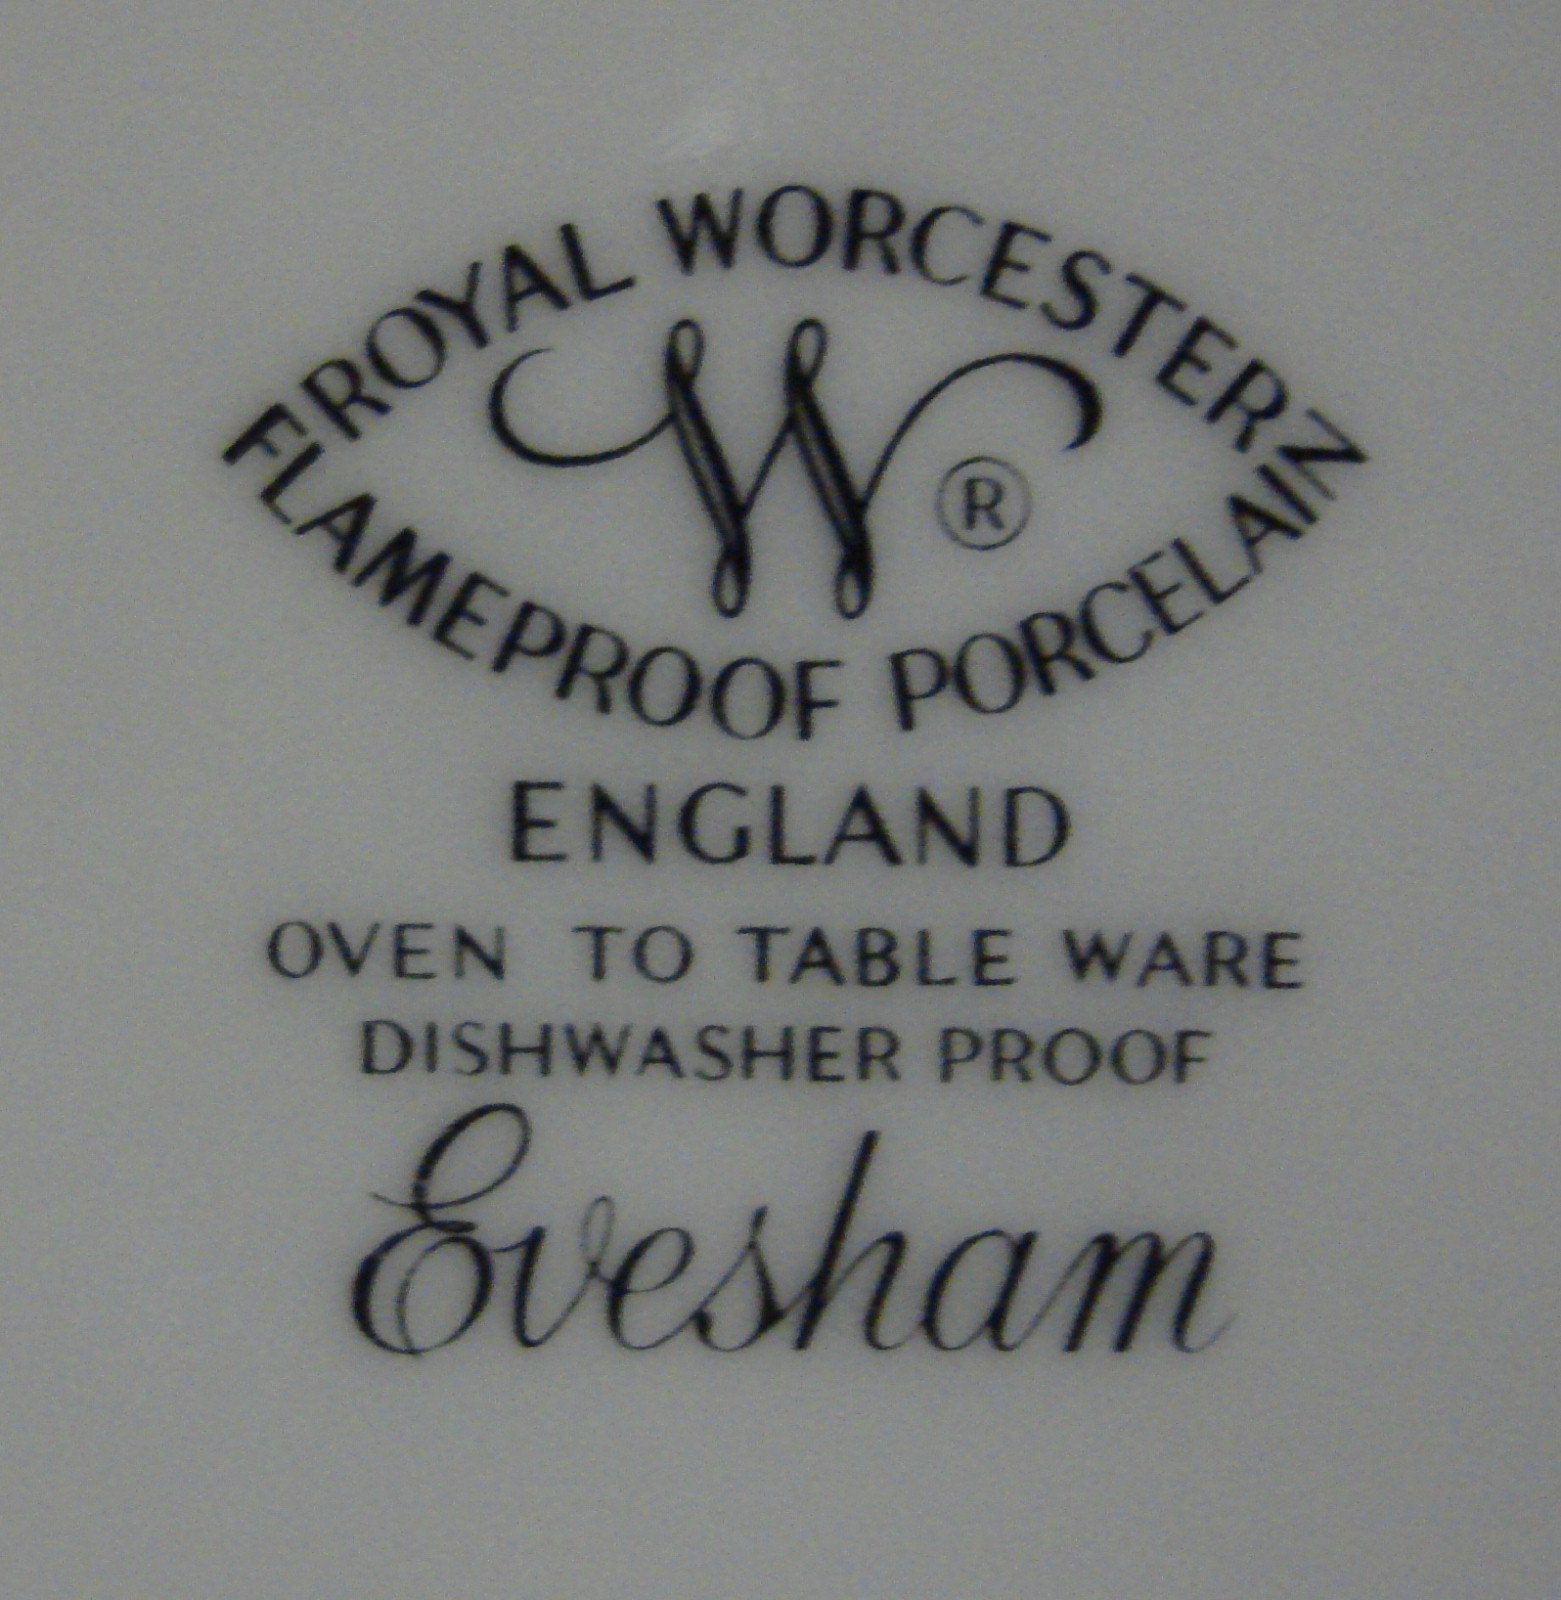 ROYAL WORCESTER
W ®
FLAMEPROOF PORCELAIN
ENGLAND
OVEN TO TABLE WARE
DISHWASHER PROOF
Evesham